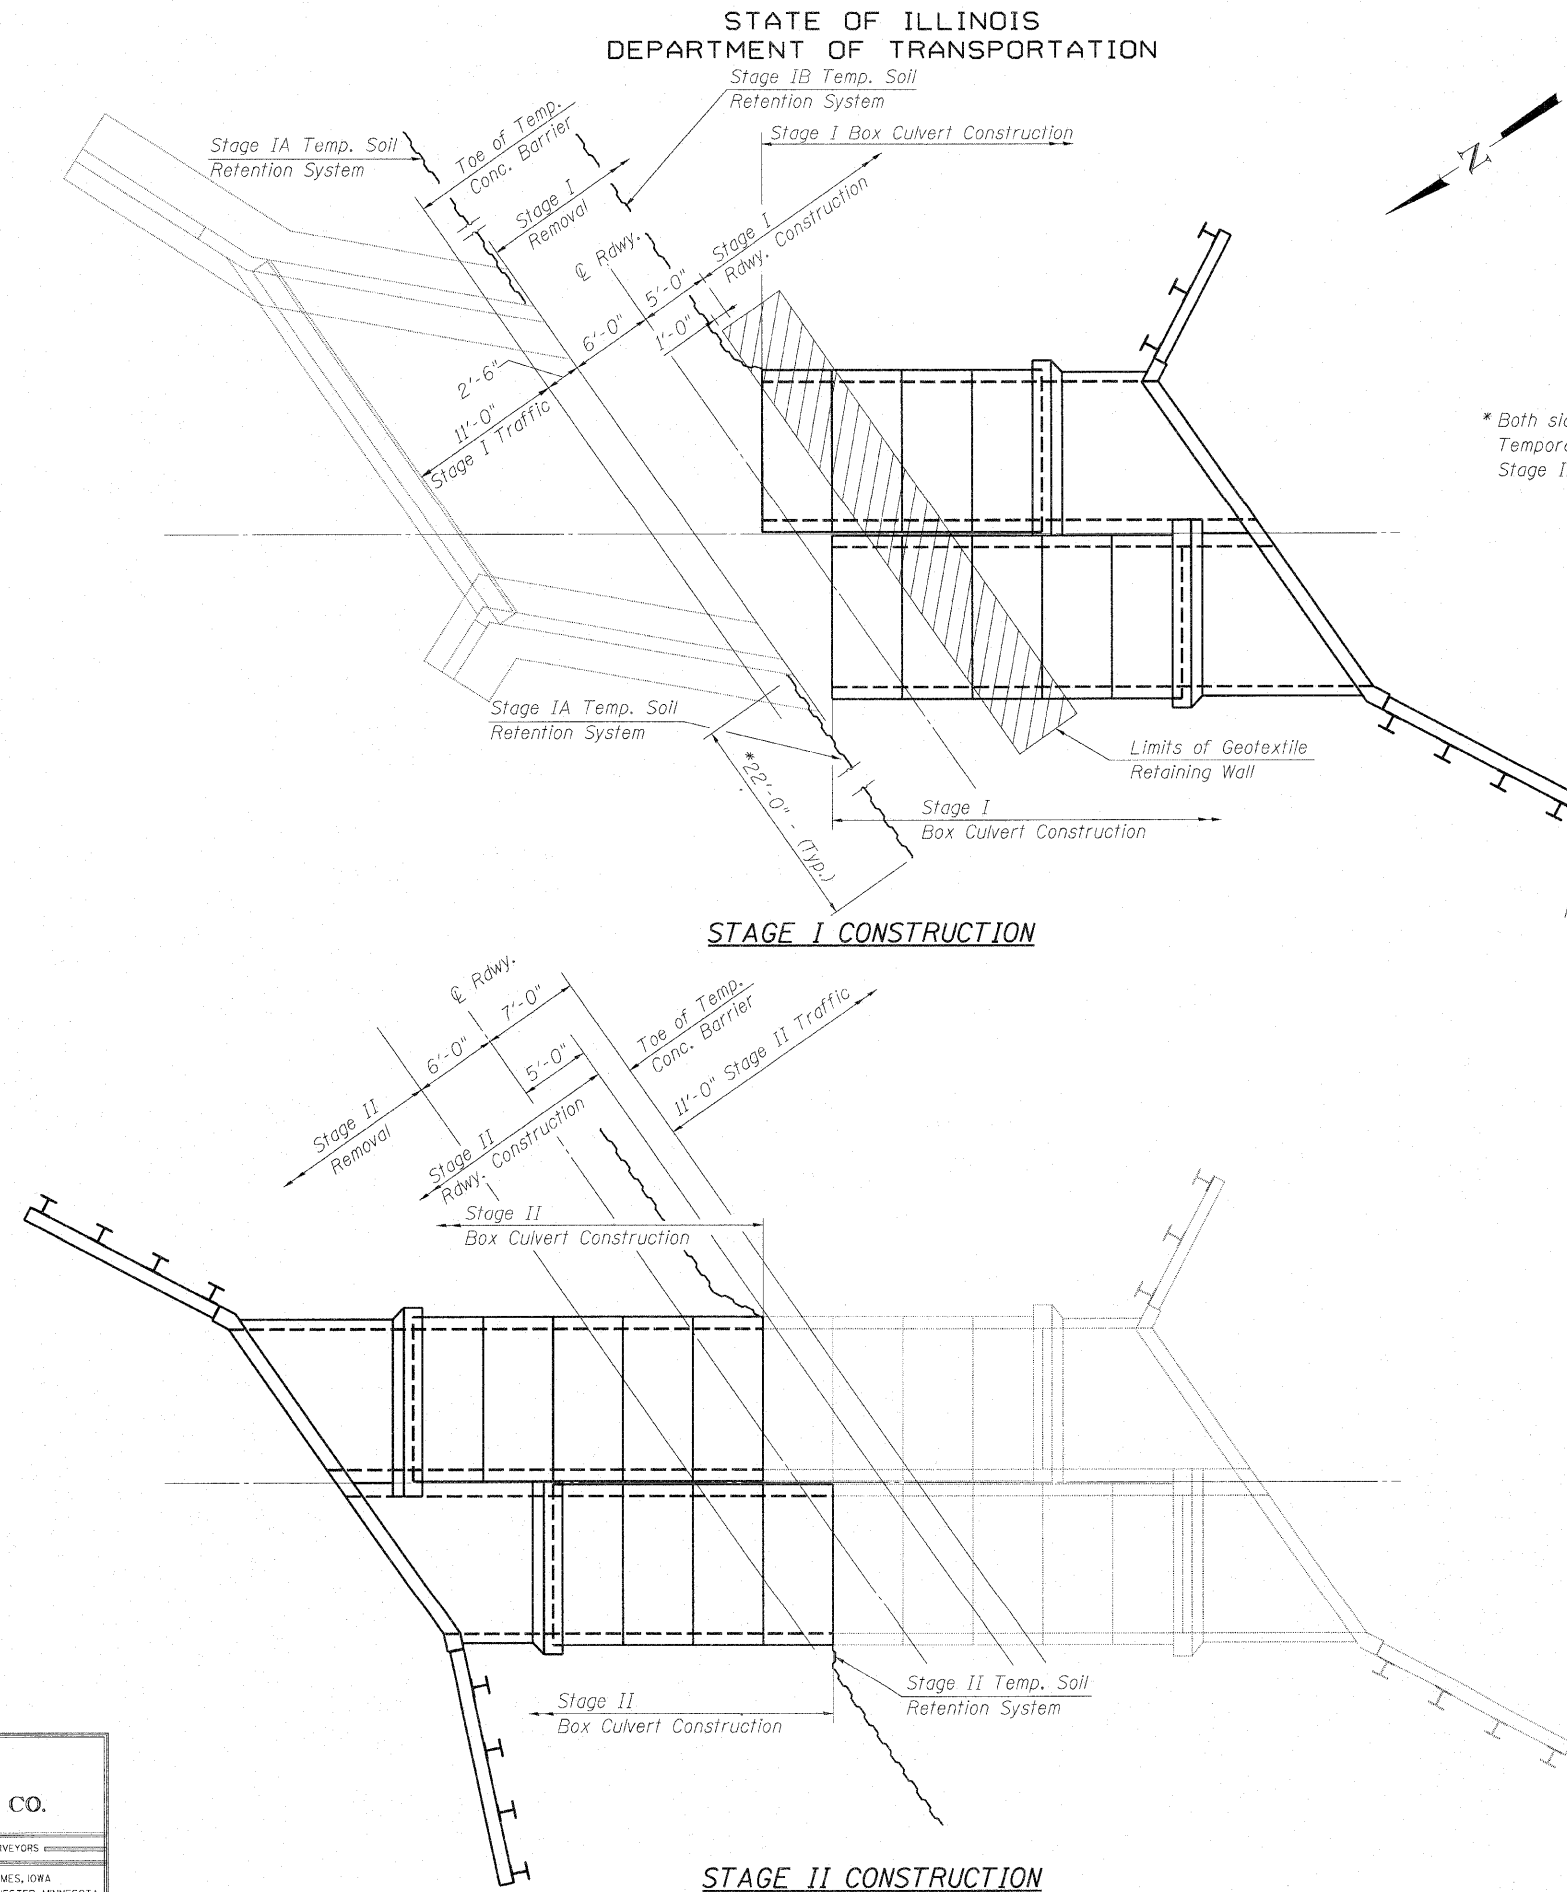 STATE OF ILLINOIS
DEPARTMENT OF TRANSPORTATION
Stage IB Temp. Soil
Retention System
Stage I Box Culvert Construction
Stage IA Temp. Soil
Retention System
Toe of Temp.
Conc. Barrier
Stage I
Removal
℄ Rdwy.
Stage I
Rdwy. Construction
N
5'-0"
6'-0"
1'-0"
2'-6"
11'-0"
Stage I Traffic
* Both
Stage
Stage IA Temp. Soil
Retention System
*22'-0" - (Typ.)
Limits of Geotextile
Retaining Wall
Stage I
Box Culvert Construction
STAGE I CONSTRUCTION
℄ Rdwy.
7'-0"
6'-0"
5'-0"
Toe of Temp.
Conc. Barrier
11'-0" Stage II Traffic
Stage II
Removal
Stage II
Rdwy. Construction
Stage II
Box Culvert Construction
Stage II Temp. Soil
Retention System
Stage II
Box Culvert Construction
STAGE II CONSTRUCTION
CO.
VEYORS
MES, IOWA
MINNESOTA